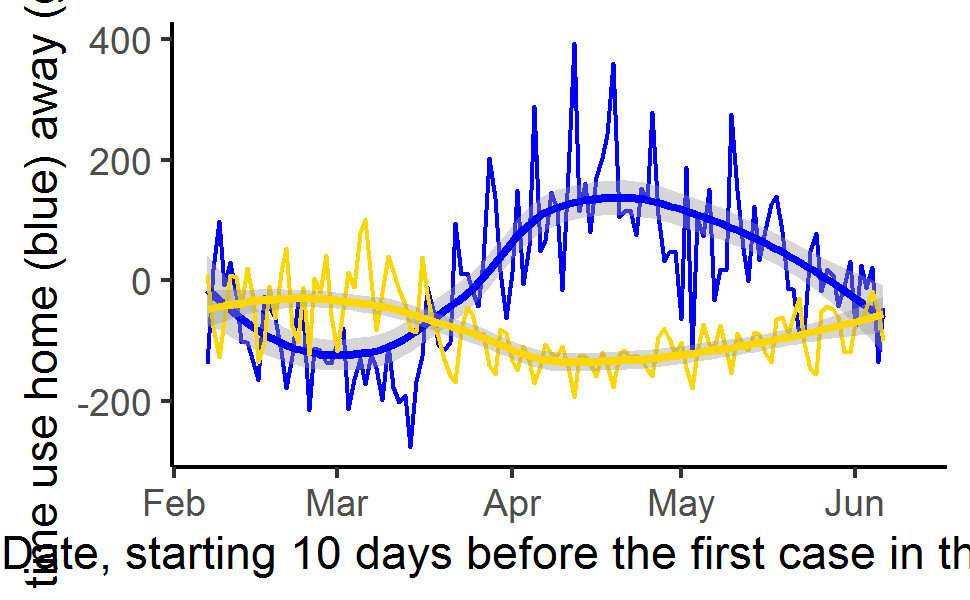 time use home (blue) away (
400
200
0
-200
Feb Mar Apr May Jun
Date, starting 10 days before the first case in th